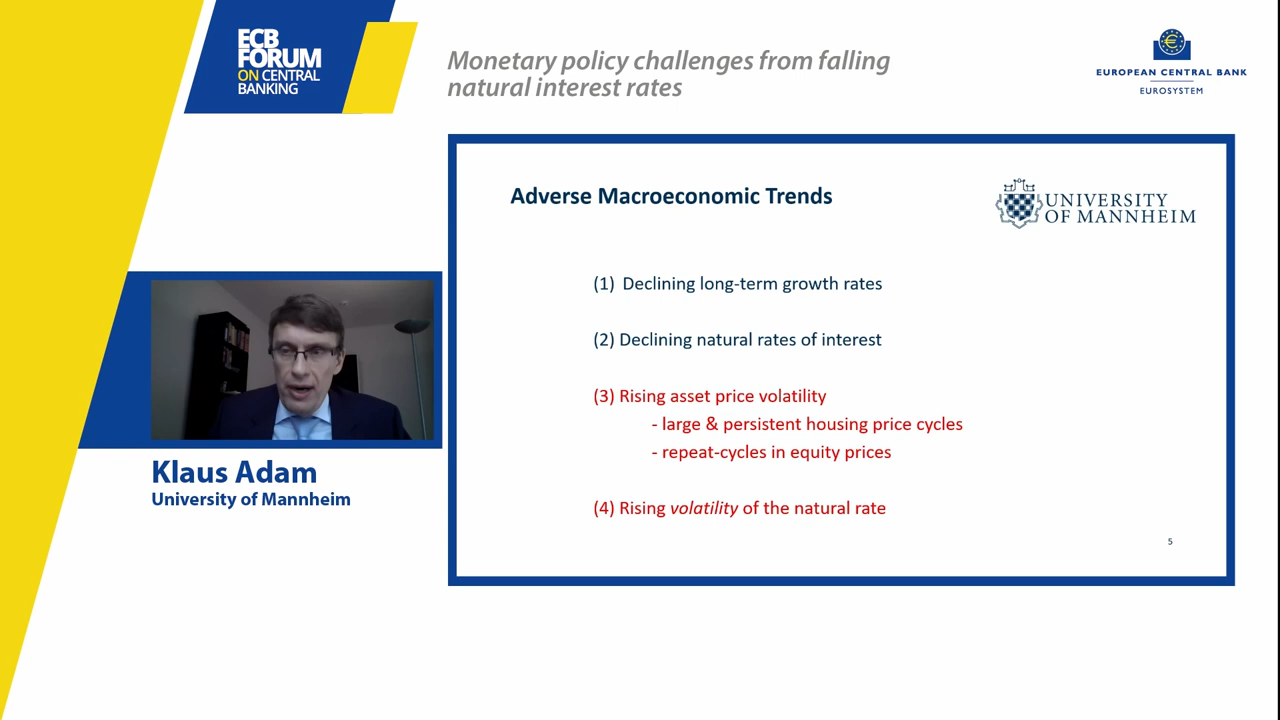 ECB
FORUM
ON CENTRAL
BANKING
Monetary policy challenges from falling
natural interest rates
EUROPEAN CENTRAL BANK
EUROSYSTEM
Adverse Macroeconomic Trends
UNIVERSITY
OF MANNHEIM
(1) Declining long-term growth rates
(2) Declining natural rates of interest
(3) Rising asset price volatility
- large & persistent housing price cycles
- repeat-cycles in equity prices
(4) Rising volatility of the natural rate
5
Klaus Adam
University of Mannheim